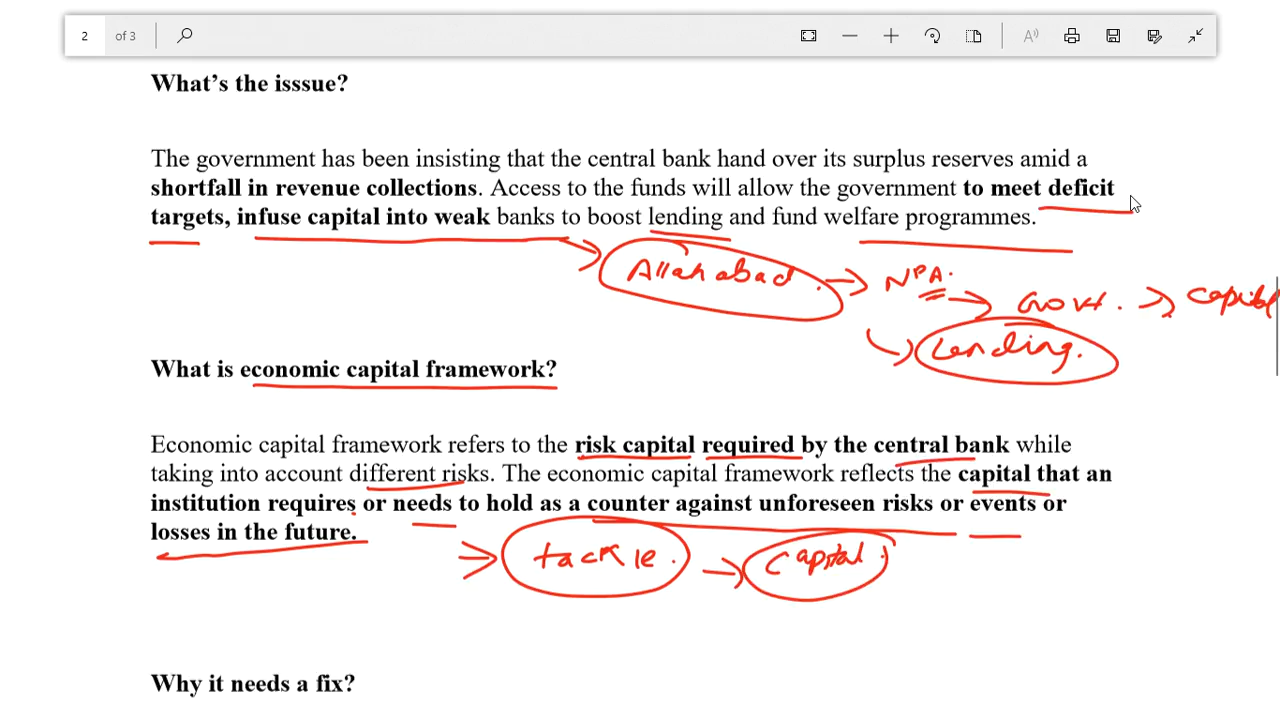 2 of 3
What's the isssue?
The government has been insisting that the central bank hand over its surplus reserves amid a
shortfall in revenue collections. Access to the funds will allow the government to meet deficit
targets, infuse capital into weak banks to boost lending and fund welfare programmes.
Allahabad → NPA.
→ Govt. → Capital
→ Lending.
What is economic capital framework?
Economic capital framework refers to the risk capital required by the central bank while
taking into account different risks. The economic capital framework reflects the capital that an
institution requires or needs to hold as a counter against unforeseen risks or events or
losses in the future.
tackle. → Capital
Why it needs a fix?